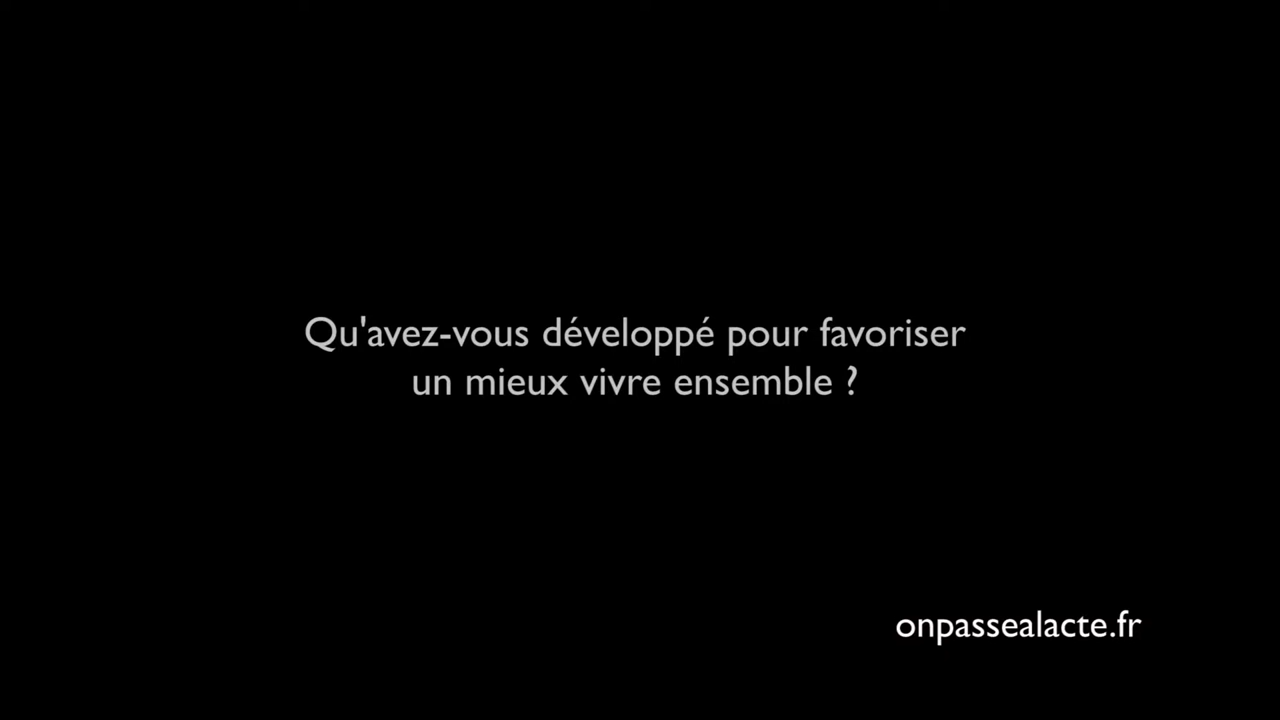 Qu'avez-vous développé pour favoriser
un mieux vivre ensemble ?
onpassealacte.fr